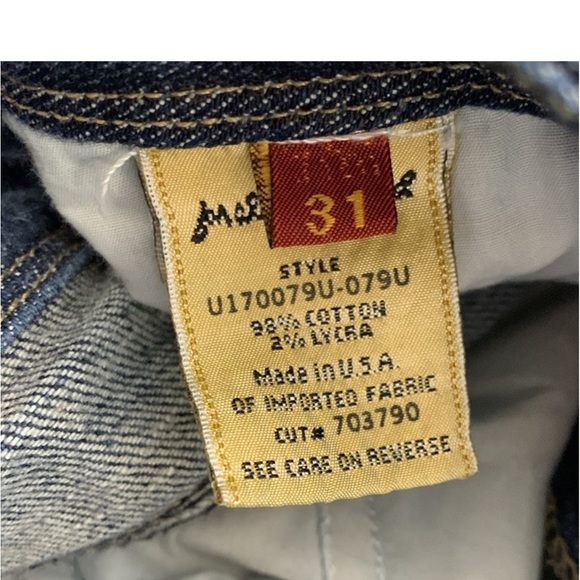 31
STYLE
U170079U-079U
98% COTTON
2% LYCRA
Made in U.S.A.
OF IMPORTED FABRIC
CUT# 703790
SEE CARE ON REVERSE